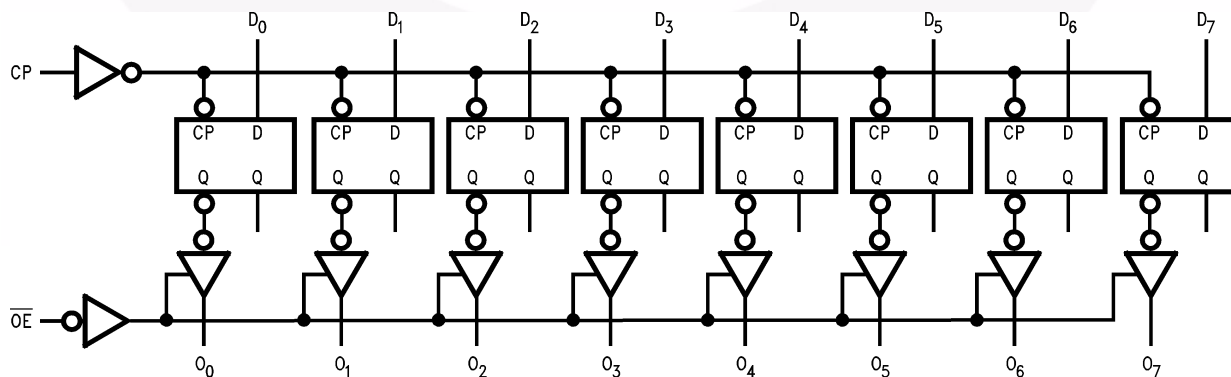 D0 D1 D2 D3 D4 D5 D6 D7
CP
CP D CP D CP D CP D CP D CP D CP D CP D
Q Q Q Q Q Q Q Q Q Q Q Q Q Q Q Q
O̅E̅
O0 O1 O2 O3 O4 O5 O6 O7